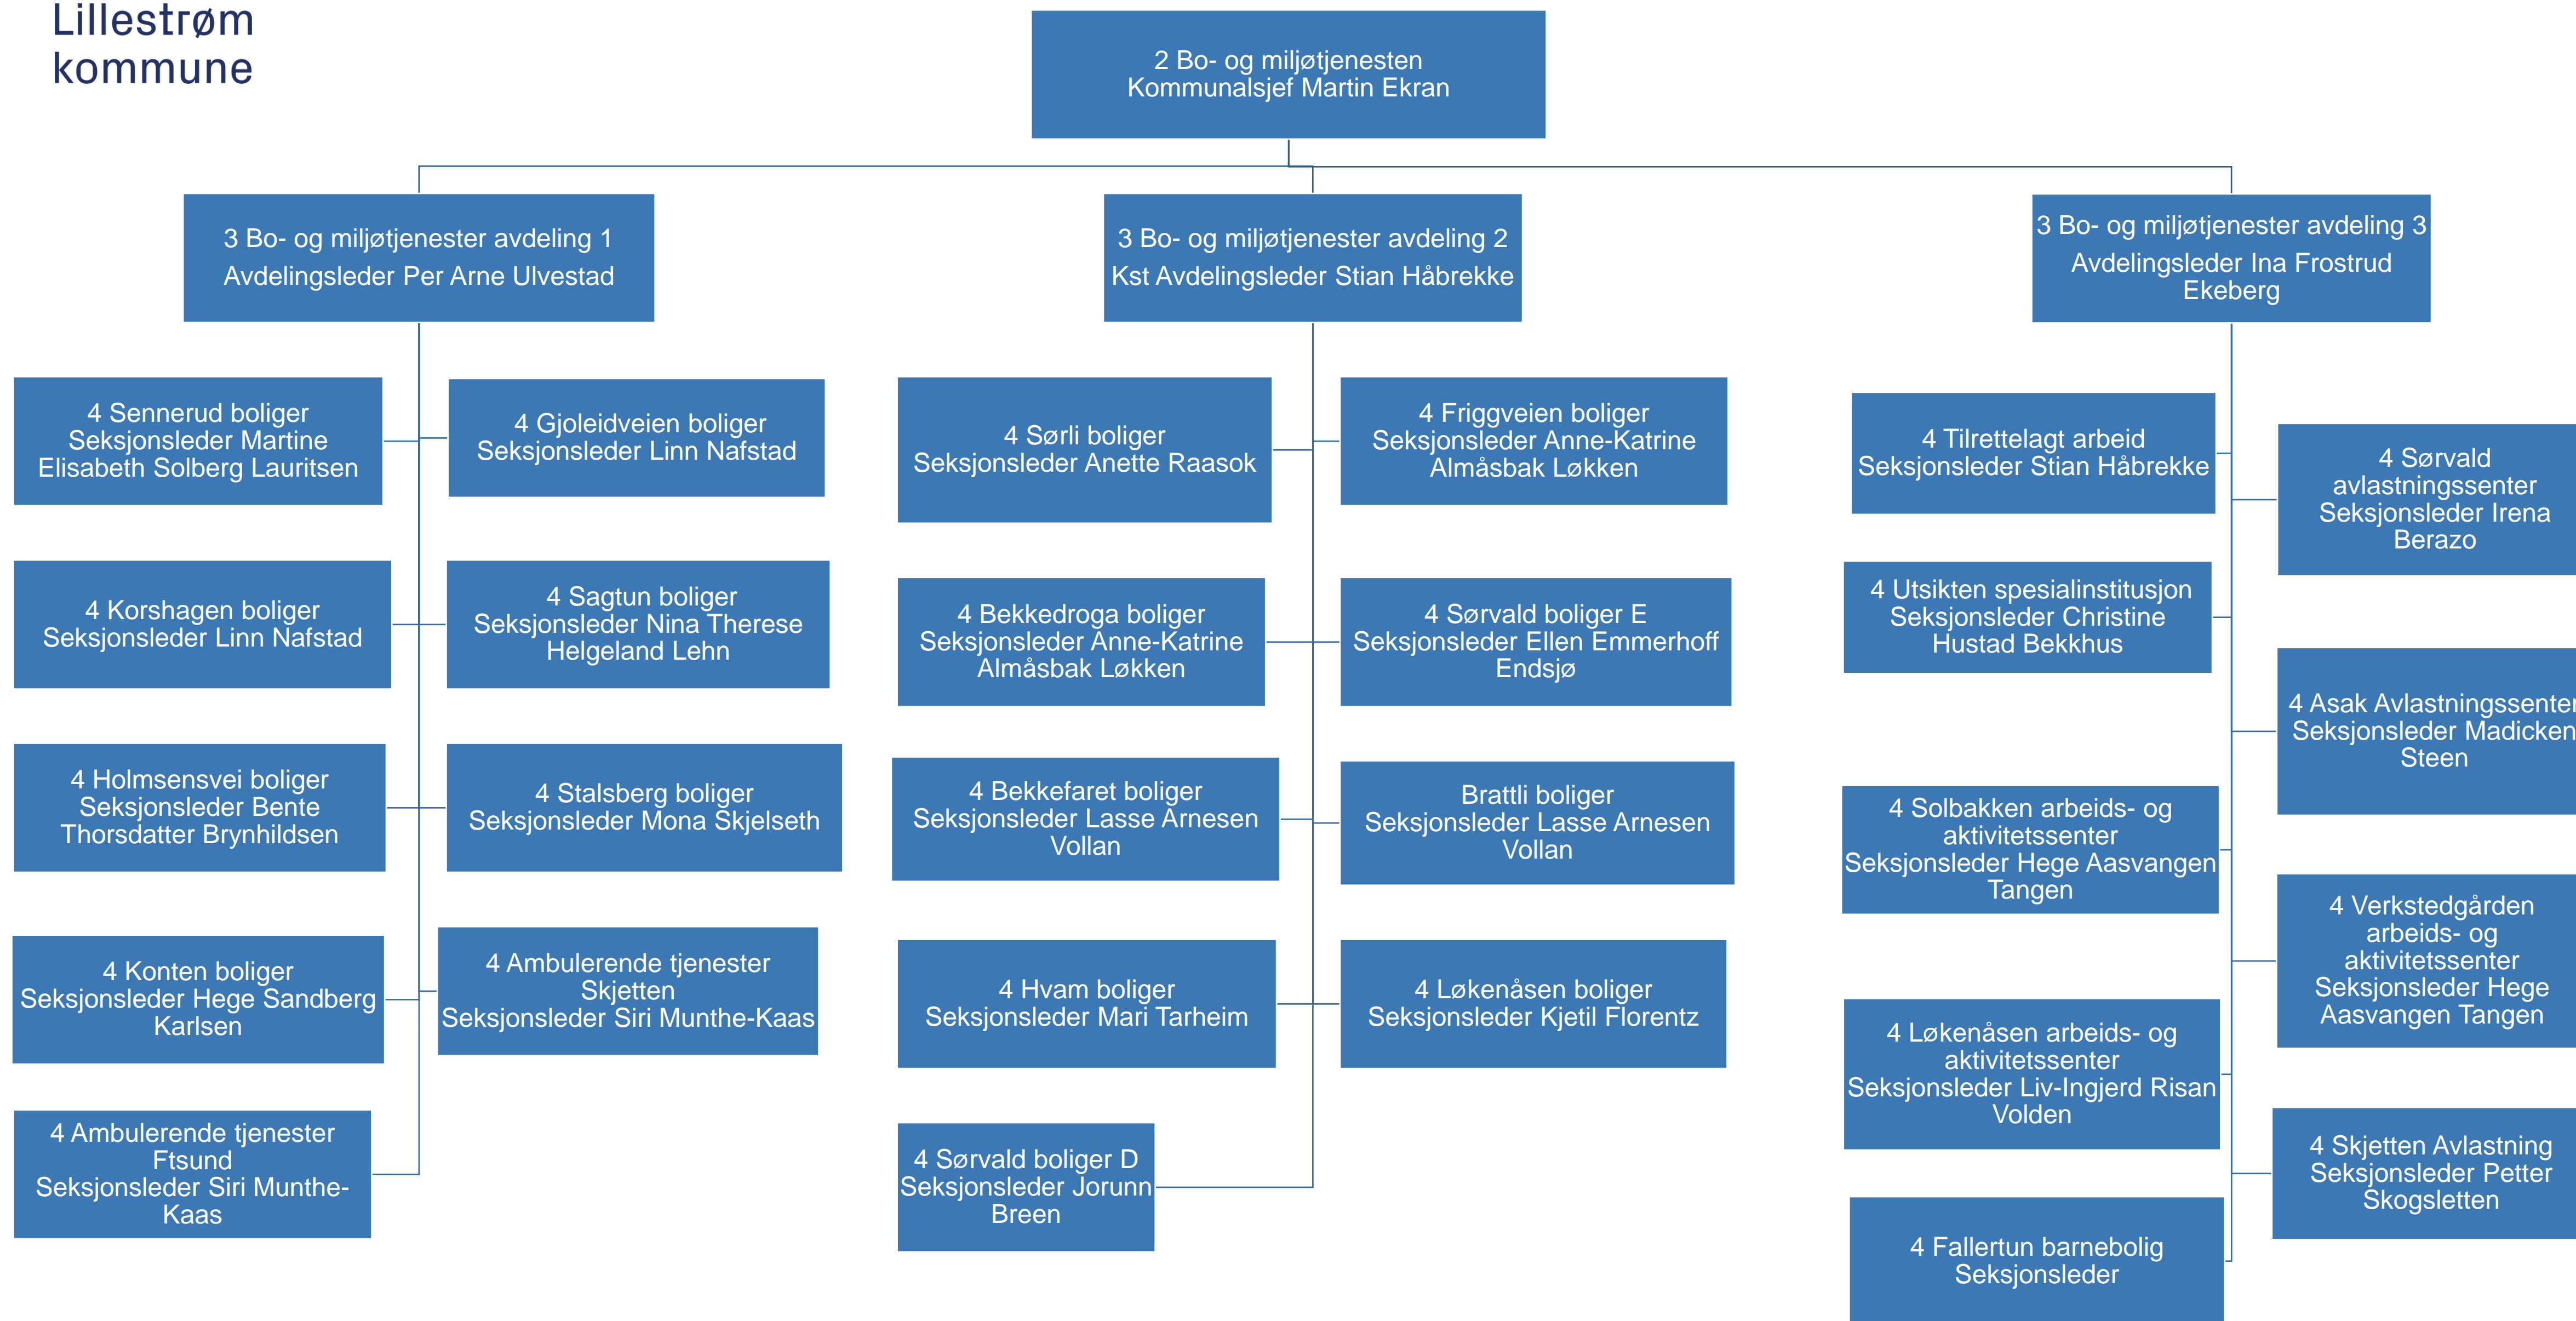 Lillestrøm
kommune
2 Bo- og miljøtjenesten
Kommunalsjef Martin Ekran
3 Bo- og miljøtjenester avdeling 1
Avdelingsleder Per Arne Ulvestad
3 Bo- og miljøtjenester avdeling 2
Kst Avdelingsleder Stian Håbrekke
3 Bo- og miljøtjenester avdeling 3
Avdelingsleder Ina Frostrud
Ekeberg
4 Sennerud boliger
Seksjonsleder Martine
Elisabeth Solberg Lauritsen
4 Gjoleidveien boliger
Seksjonsleder Linn Nafstad
4 Korshagen boliger
Seksjonsleder Linn Nafstad
4 Sagtun boliger
Seksjonsleder Nina Therese
Helgeland Lehn
4 Holmsensvei boliger
Seksjonsleder Bente
Thorsdatter Brynhildsen
4 Stalsberg boliger
Seksjonsleder Mona Skjelseth
4 Konten boliger
Seksjonsleder Hege Sandberg
Karlsen
4 Ambulerende tjenester
Skjetten
Seksjonsleder Siri Munthe-Kaas
4 Ambulerende tjenester
Ftsund
Seksjonsleder Siri Munthe-
Kaas
4 Sørli boliger
Seksjonsleder Anette Raasok
4 Friggveien boliger
Seksjonsleder Anne-Katrine
Almåsbak Løkken
4 Bekkedroga boliger
Seksjonsleder Anne-Katrine
Almåsbak Løkken
4 Sørvald boliger E
Seksjonsleder Ellen Emmerhoff
Endsjø
4 Bekkefaret boliger
Seksjonsleder Lasse Arnesen
Vollan
Brattli boliger
Seksjonsleder Lasse Arnesen
Vollan
4 Hvam boliger
Seksjonsleder Mari Tarheim
4 Løkenåsen boliger
Seksjonsleder Kjetil Florentz
4 Sørvald boliger D
Seksjonsleder Jorunn
Breen
4 Tilrettelagt arbeid
Seksjonsleder Stian Håbrekke
4 Sørvald
avlastningssenter
Seksjonsleder Irena
Berazo
4 Utsikten spesialinstitusjon
Seksjonsleder Christine
Hustad Bekkhus
4 Asak Avlastningssenter
Seksjonsleder Madicken
Steen
4 Solbakken arbeids- og
aktivitetssenter
Seksjonsleder Hege Aasvangen
Tangen
4 Verkstedgården
arbeids- og
aktivitetssenter
Seksjonsleder Hege
Aasvangen Tangen
4 Løkenåsen arbeids- og
aktivitetssenter
Seksjonsleder Liv-Ingjerd Risan
Volden
4 Skjetten Avlastning
Seksjonsleder Petter
Skogsletten
4 Fallertun barnebolig
Seksjonsleder